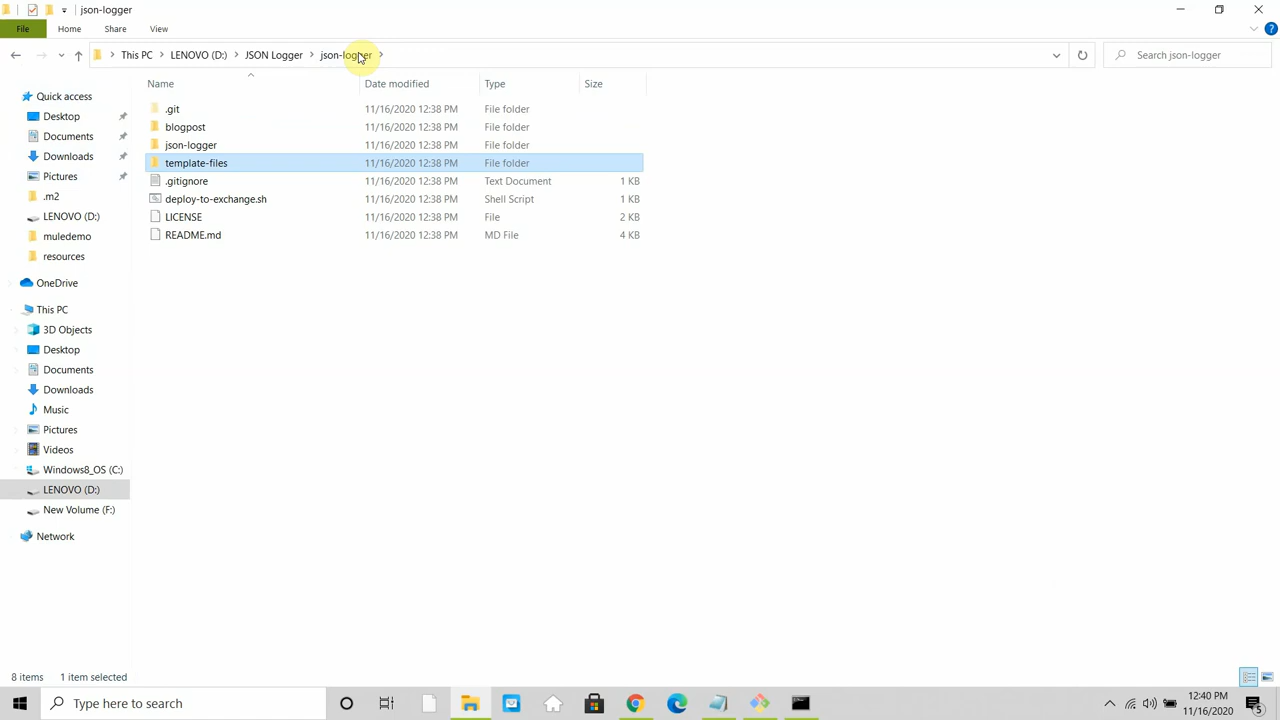 json-logger
File Home Share View
This PC LENOVO (D:) JSON Logger json-logger Search json-logger
Name Date modified Type Size
Quick access
Desktop
Documents
Downloads
Pictures
.m2
LENOVO (D:)
muledemo
resources
OneDrive
This PC
3D Objects
Desktop
Documents
Downloads
Music
Pictures
Videos
Windows8_OS (C:)
LENOVO (D:)
New Volume (F:)
Network
.git 11/16/2020 12:38 PM File folder
blogpost 11/16/2020 12:38 PM File folder
json-logger 11/16/2020 12:38 PM File folder
template-files 11/16/2020 12:38 PM File folder
.gitignore 11/16/2020 12:38 PM Text Document 1 KB
deploy-to-exchange.sh 11/16/2020 12:38 PM Shell Script 1 KB
LICENSE 11/16/2020 12:38 PM File 2 KB
README.md 11/16/2020 12:38 PM MD File 4 KB
8 items 1 item selected
Type here to search
12:40 PM
11/16/2020
5